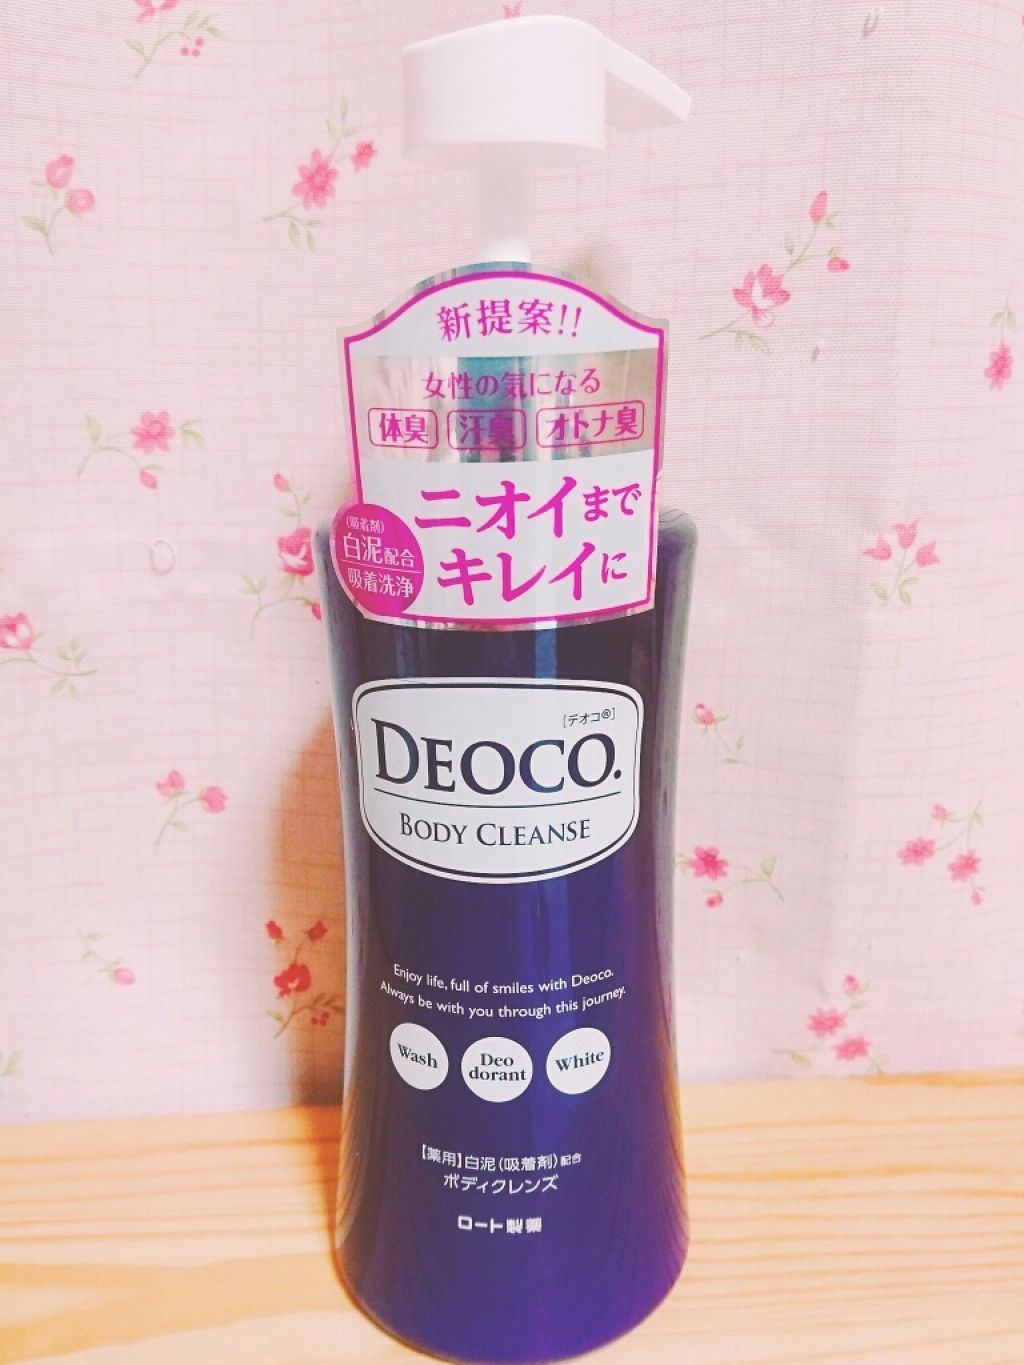 新提案!!
女性の気になる
体臭 汗臭 オトナ臭
ニオイまで
キレイに
(吸着剤)
白泥配合
吸着洗浄
[デオコ®]
DEOCO.
BODY CLEANSE
Enjoy life, full of smiles with Deoco.
Always be with you through this journey.
Wash
Deo
dorant
White
【薬用】白泥(吸着剤)配合
ボディクレンズ
ロート製薬